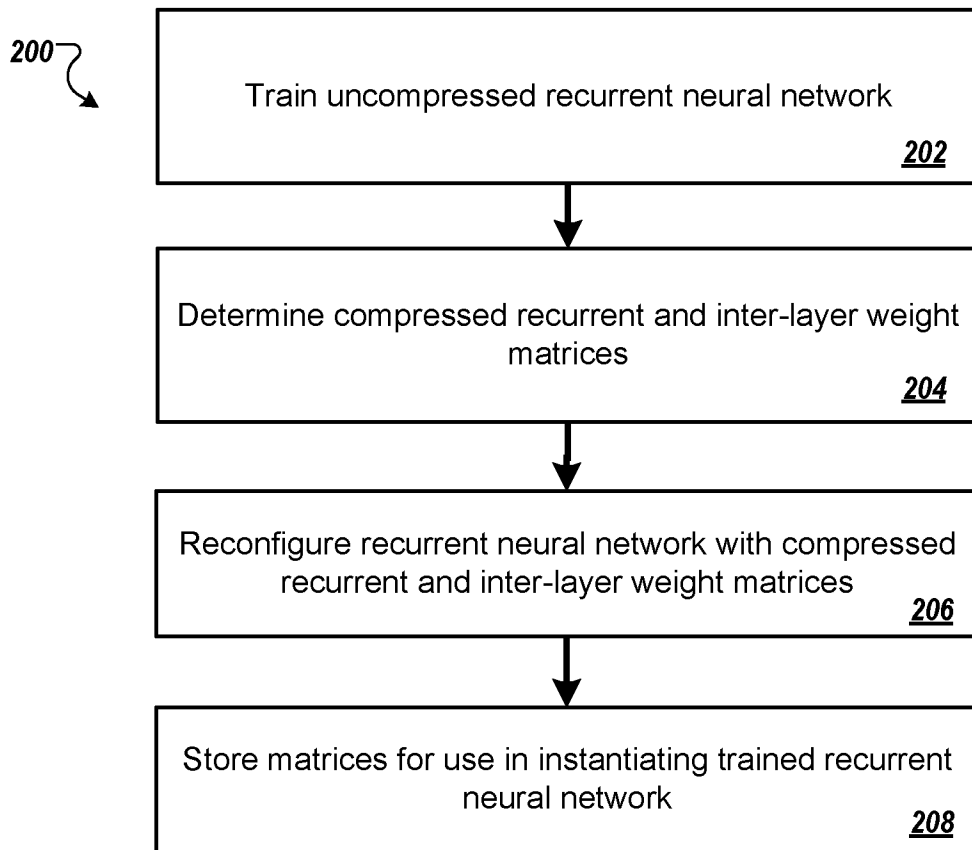 200
Train uncompressed recurrent neural network
202
Determine compressed recurrent and inter-layer weight
matrices
204
Reconfigure recurrent neural network with compressed
recurrent and inter-layer weight matrices
206
Store matrices for use in instantiating trained recurrent
neural network
208